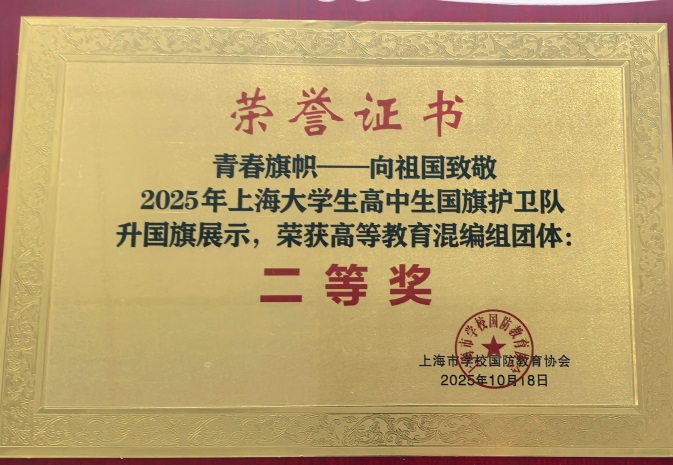 荣誉证书
青春旗帜——向祖国致敬
2025年上海大学生高中生国旗护卫队
升国旗展示，荣获高等教育混编组团体：
二等奖
上海市学校国防教育协会
2025年10月18日